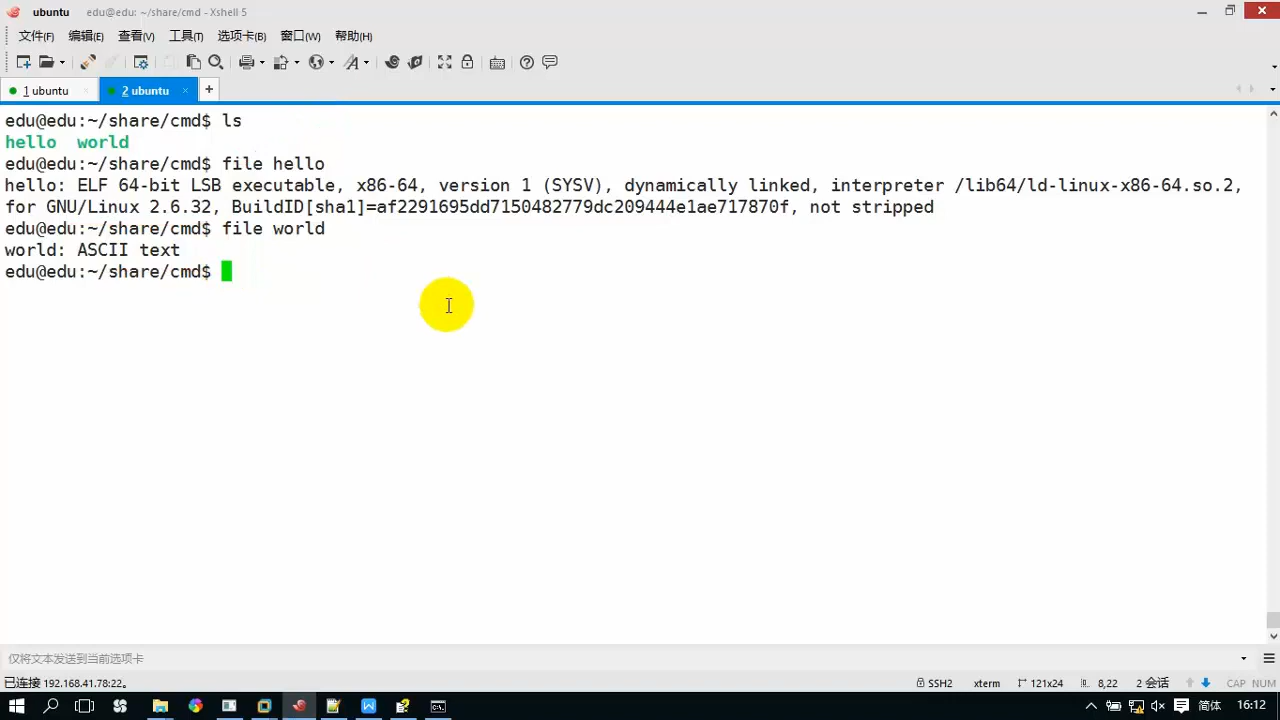 ubuntu edu@edu: ~/share/cmd - Xshell 5
文件(F) 编辑(E) 查看(V) 工具(T) 选项卡(B) 窗口(W) 帮助(H)
1 ubuntu × 2 ubuntu × +
edu@edu:~/share/cmd$ ls
hello world
edu@edu:~/share/cmd$ file hello
hello: ELF 64-bit LSB executable, x86-64, version 1 (SYSV), dynamically linked, interpreter /lib64/ld-linux-x86-64.so.2,
for GNU/Linux 2.6.32, BuildID[sha1]=af2291695dd7150482779dc209444e1ae717870f, not stripped
edu@edu:~/share/cmd$ file world
world: ASCII text
edu@edu:~/share/cmd$
仅将文本发送到当前选项卡
已连接 192.168.41.78:22。 SSH2 xterm 121x24 8,22 2 会话 CAP NUM
简体 16:12